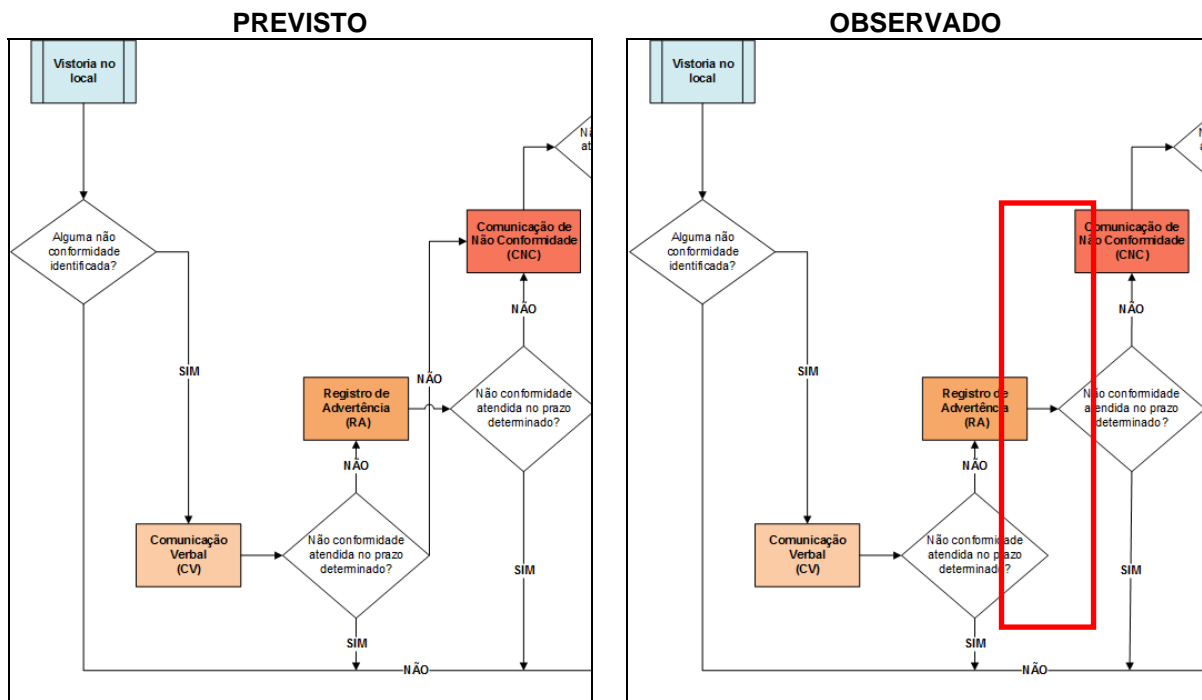 PREVISTO
Vistoria no
local
Alguma não
conformidade
identificada?
SIM
Comunicação
Verbal
(CV)
Não conformidade
atendida no prazo
determinado?
NÃO
SIM
Registro de
Advertência
(RA)
NÃO
Não conformidade
atendida no prazo
determinado?
NÃO
SIM
Comunicação de
Não Conformidade
(CNC)
NÃO
OBSERVADO
Vistoria no
local
Alguma não
conformidade
identificada?
SIM
Comunicação
Verbal
(CV)
Não conformidade
atendida no prazo
determinado?
NÃO
SIM
Registro de
Advertência
(RA)
Não conformidade
atendida no prazo
determinado?
NÃO
SIM
Comunicação de
Não Conformidade
(CNC)
NÃO